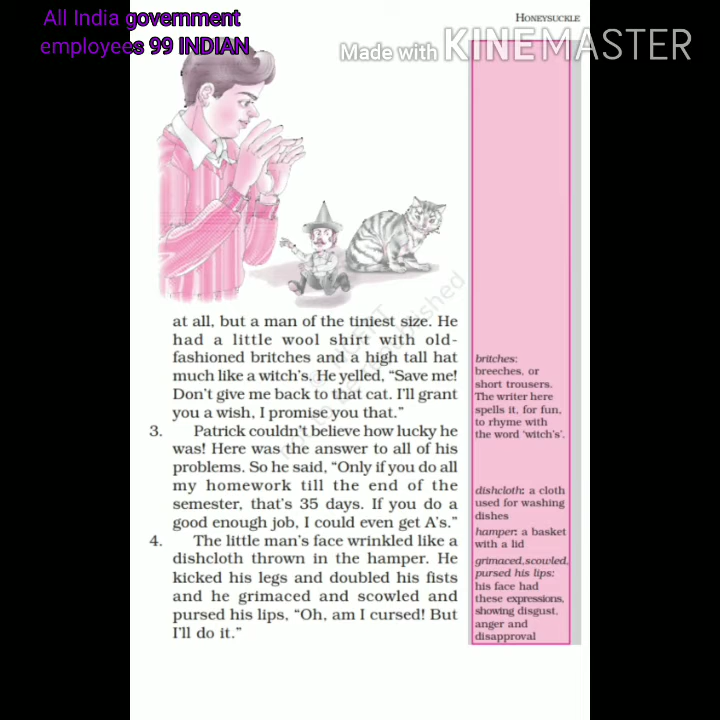 All India government
employees 99 INDIAN
Made with KINEMASTER
HONEYSUCKLE
at all, but a man of the tiniest size. He
had a little wool shirt with old-
fashioned britches and a high tall hat
much like a witch's. He yelled, “Save me!
Don't give me back to that cat. I'll grant
you a wish, I promise you that.”
3. Patrick couldn't believe how lucky he
was! Here was the answer to all of his
problems. So he said, “Only if you do all
my homework till the end of the
semester, that's 35 days. If you do a
good enough job, I could even get A's.”
4. The little man's face wrinkled like a
dishcloth thrown in the hamper. He
kicked his legs and doubled his fists
and he grimaced and scowled and
pursed his lips, “Oh, am I cursed! But
I'll do it.”
britches:
breeches, or
short trousers.
The writer here
spells it, for fun,
to rhyme with
the word ‘witch's’.
dishcloth: a cloth
used for washing
dishes
hamper: a basket
with a lid
grimaced,scowled,
pursed his lips:
his face had
these expressions,
showing disgust,
anger and
disapproval